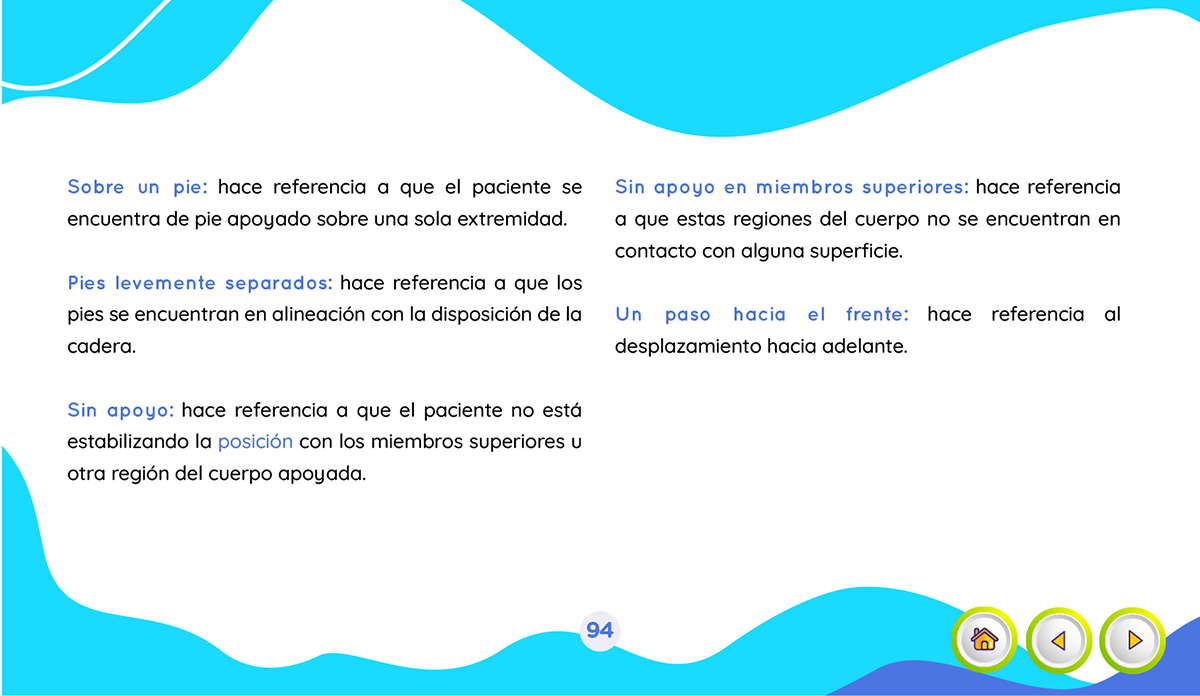 Sobre un pie: hace referencia a que el paciente se
encuentra de pie apoyado sobre una sola extremidad.
Pies levemente separados: hace referencia a que los
pies se encuentran en alineación con la disposición de la
cadera.
Sin apoyo: hace referencia a que el paciente no está
estabilizando la posición con los miembros superiores u
otra región del cuerpo apoyada.
Sin apoyo en miembros superiores: hace referencia
a que estas regiones del cuerpo no se encuentran en
contacto con alguna superficie.
Un paso hacia el frente: hace referencia al
desplazamiento hacia adelante.
94